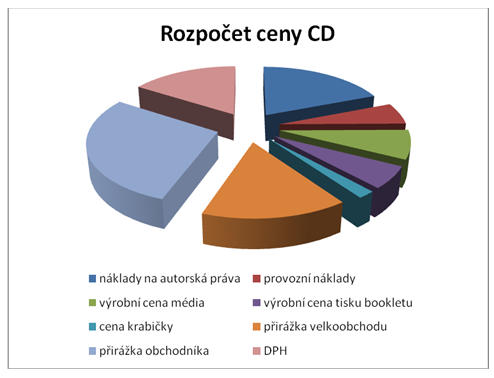 Rozpočet ceny CD
náklady na autorská práva provozní náklady
výrobní cena média výrobní cena tisku bookletu
cena krabičky přirážka velkoobchodu
přirážka obchodníka DPH